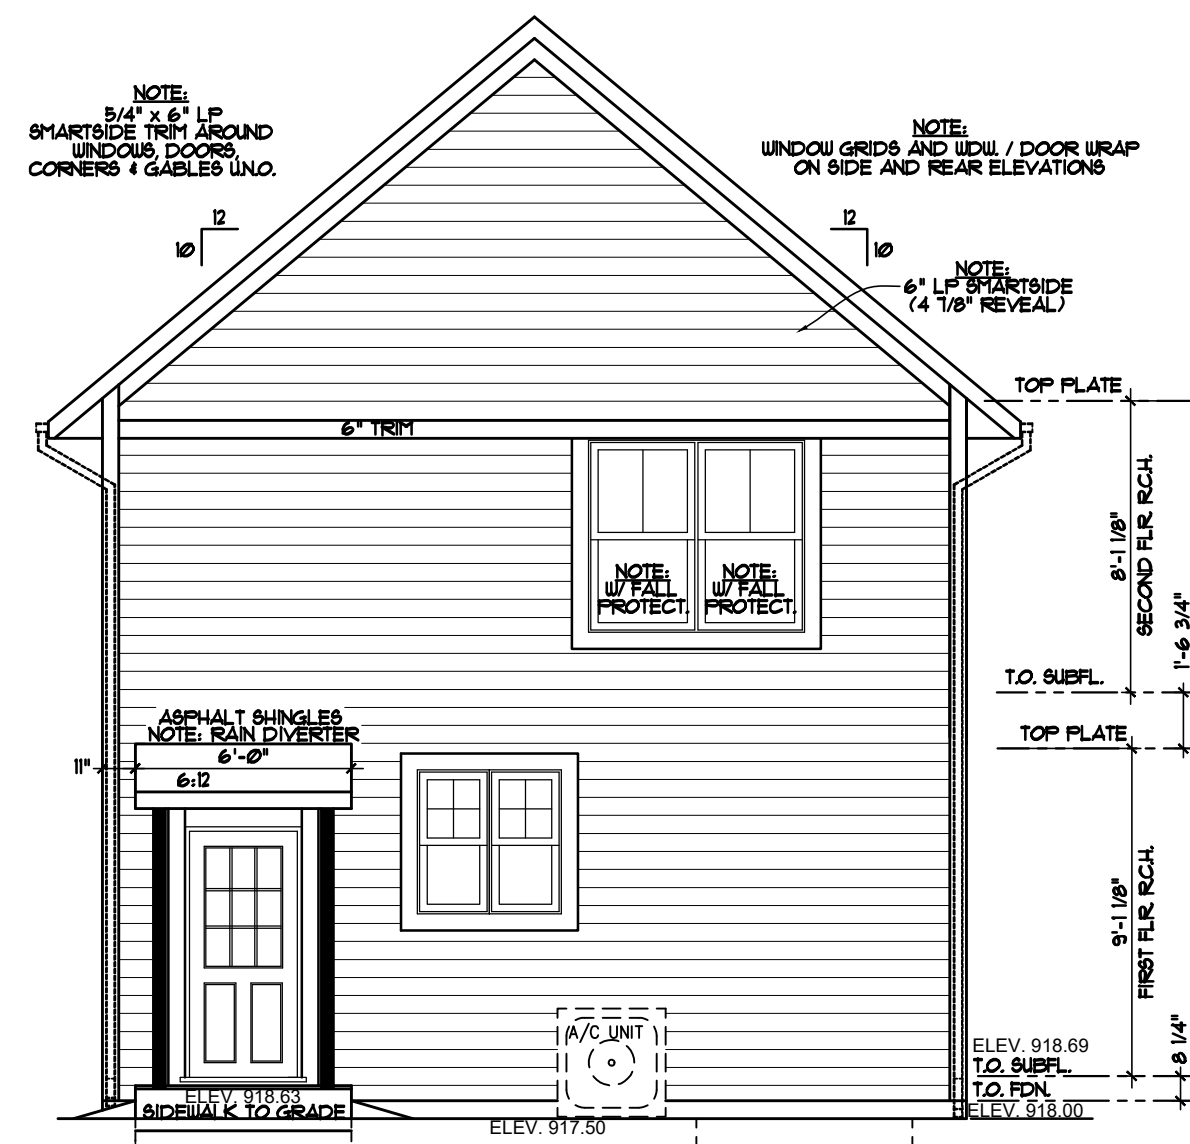 NOTE:
5/4" x 6" LP
SMARTSIDE TRIM AROUND
WINDOWS, DOORS,
CORNERS & GABLES U.N.O.
NOTE:
WINDOW GRIDS AND WDW. / DOOR WRAP
ON SIDE AND REAR ELEVATIONS
12
10
12
10
NOTE:
6" LP SMARTSIDE
(4 7/8" REVEAL)
TOP PLATE
6" TRIM
8'-1 1/8"
SECOND FLR R.C.H.
NOTE:
W/ FALL
PROTECT.
NOTE:
W/ FALL
PROTECT.
1'-6 3/4"
T.O. SUBFL.
ASPHALT SHINGLES
NOTE: RAIN DIVERTER
TOP PLATE
6'-0"
11"
6:12
9'-1 1/8"
FIRST FLR R.C.H.
A/C UNIT
8 1/4"
ELEV. 918.69
T.O. SUBFL.
T.O. FDN.
ELEV. 918.63
SIDEWALK TO GRADE
ELEV. 918.00
ELEV. 917.50